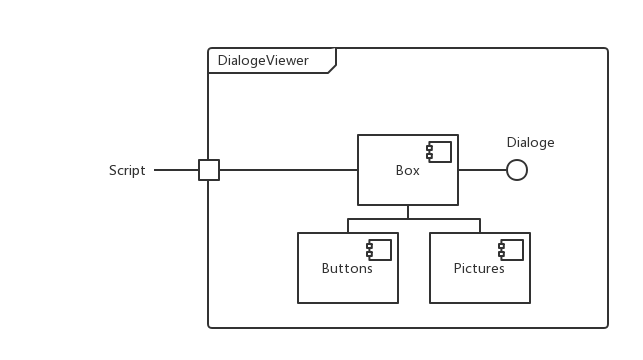 DialogeViewer
Dialoge
Script
Box
Buttons
Pictures